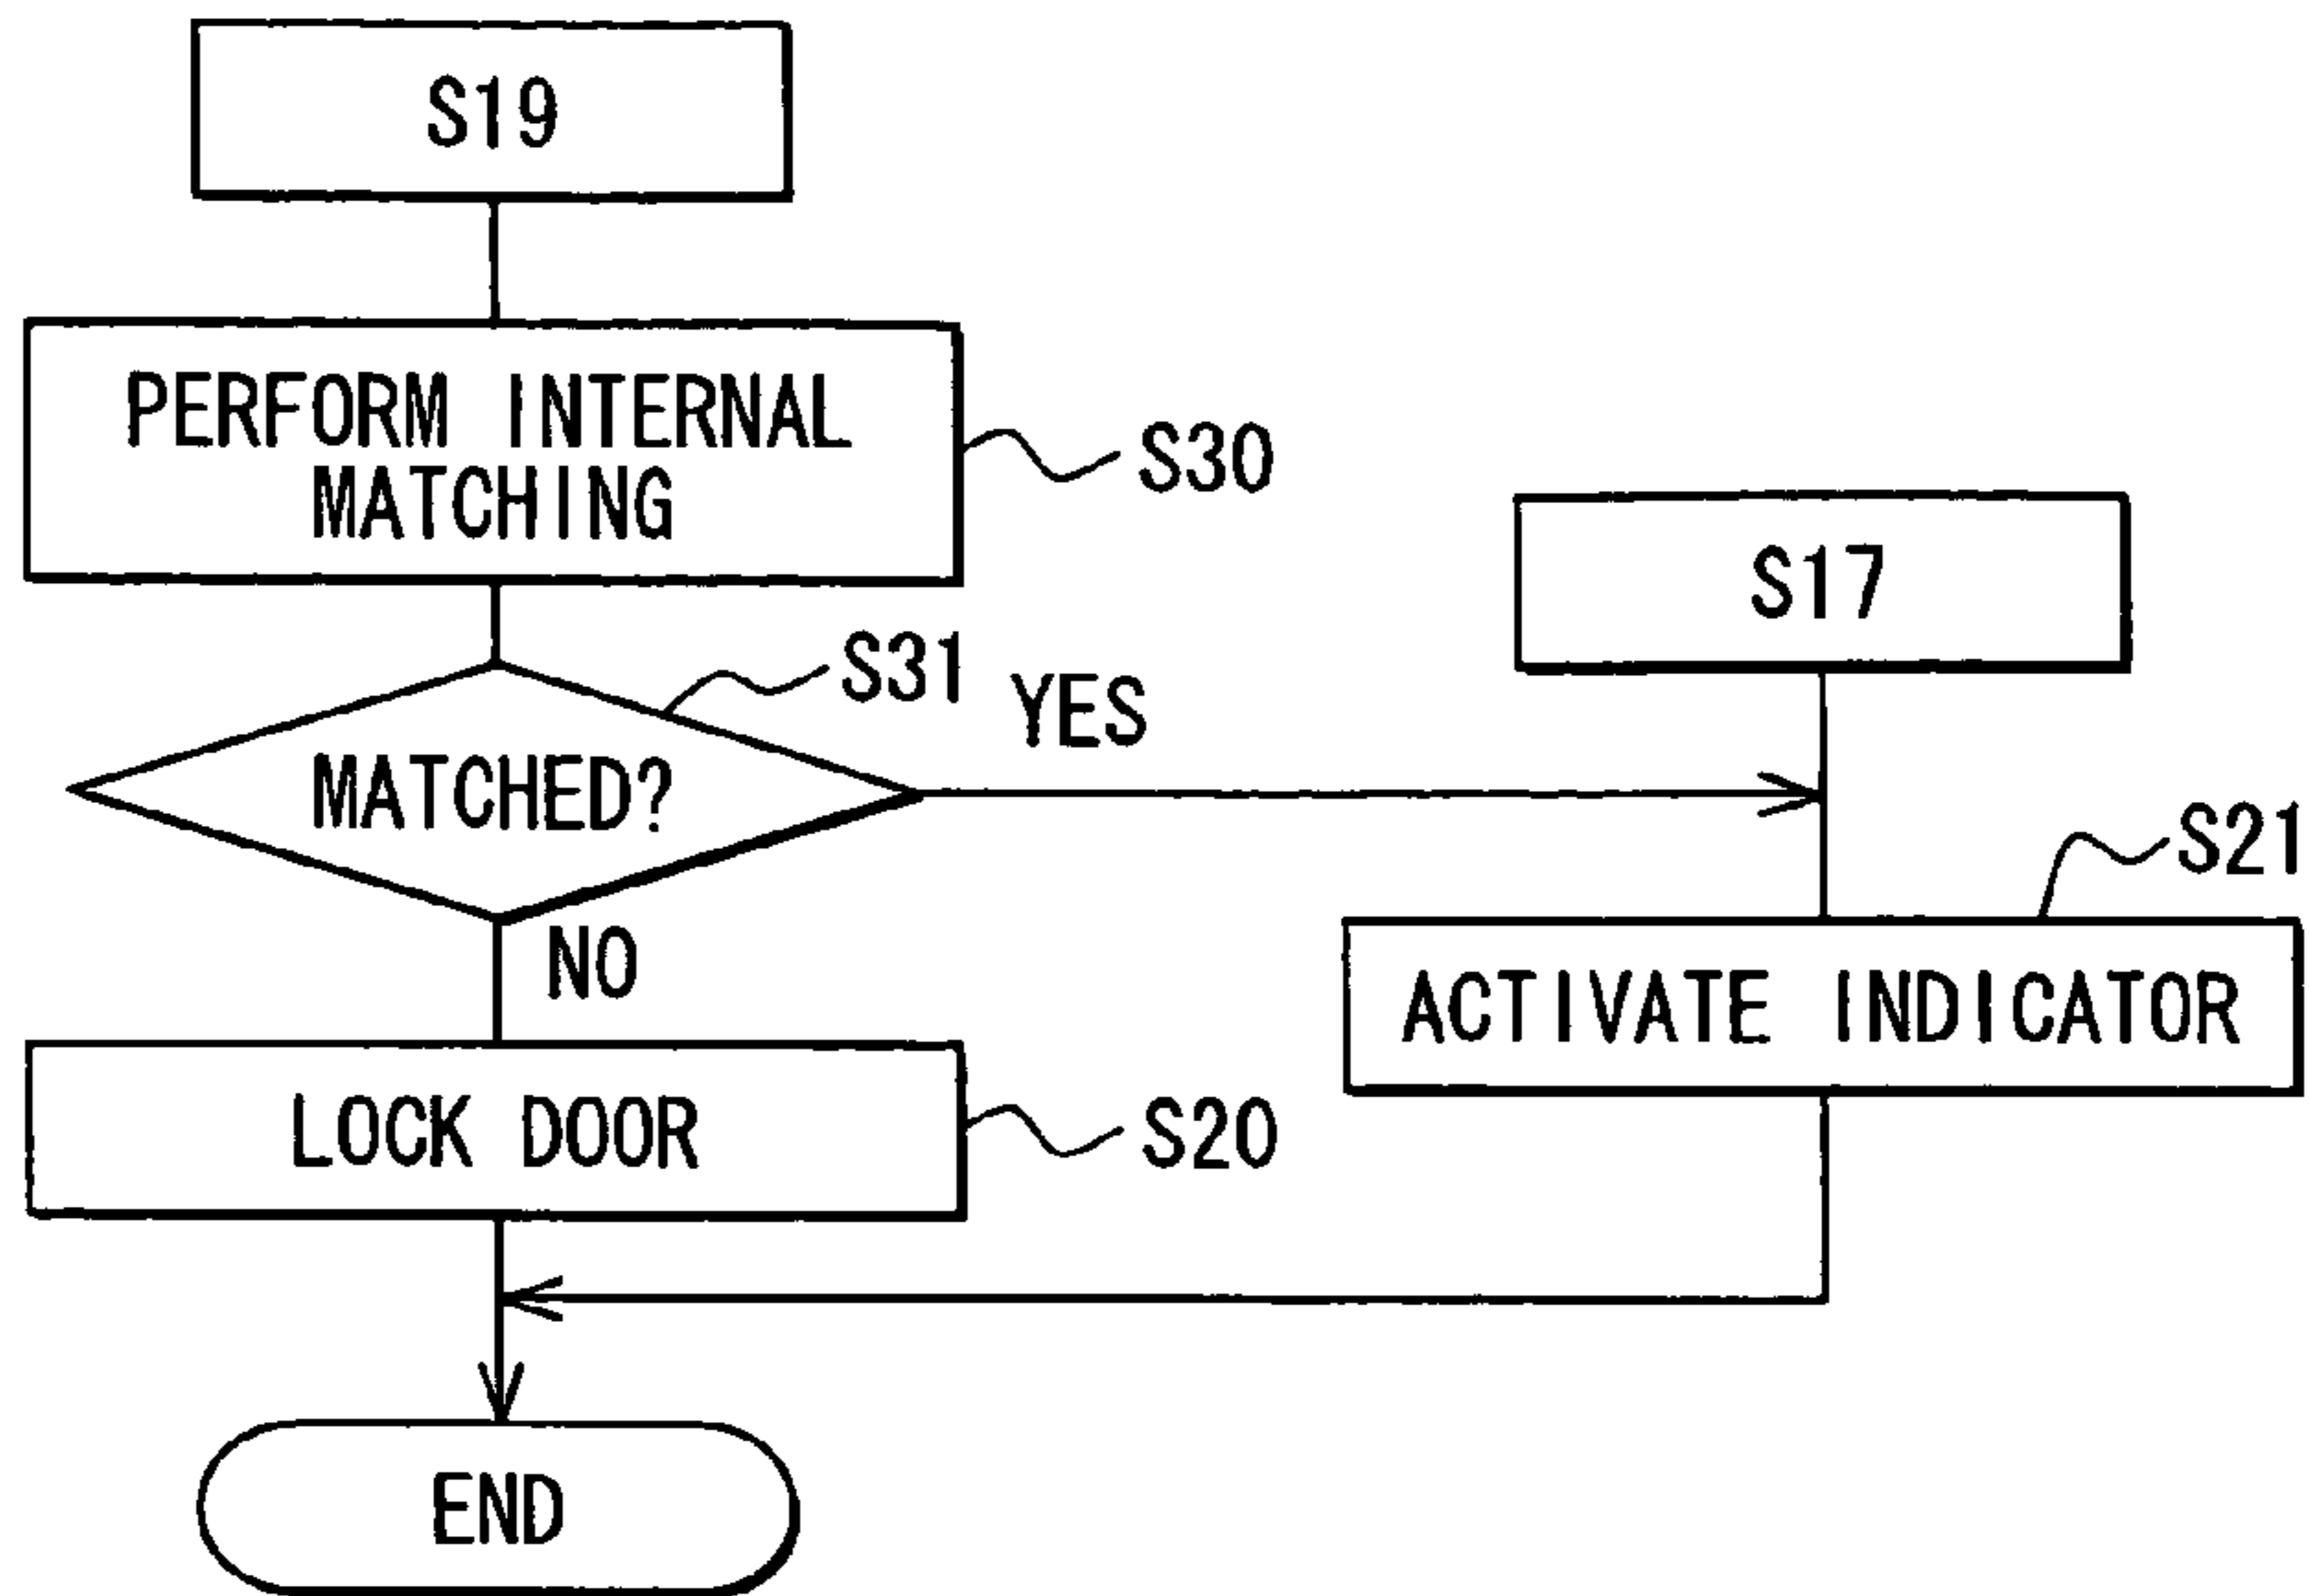 S19
PERFORM INTERNAL
MATCHING
S30
S17
S31
YES
MATCHED?
S21
NO
ACTIVATE INDICATOR
LOCK DOOR
S20
END